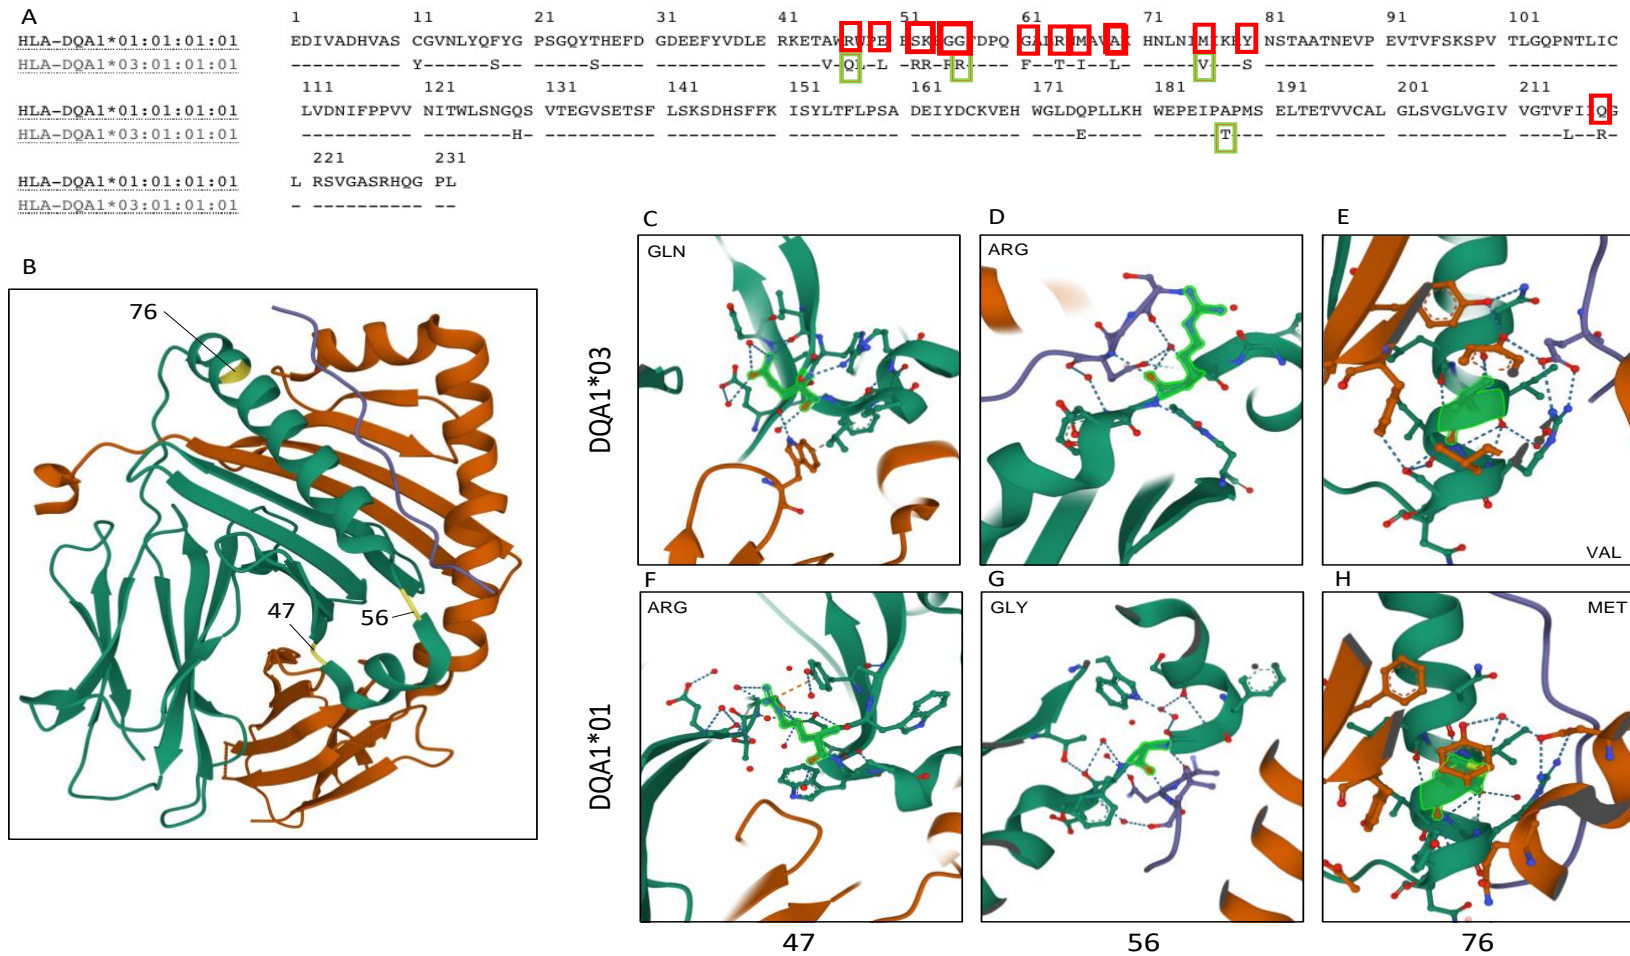 A
1 11 21 31 41 51 61 71 81 91 101
HLA-DQA1*01:01:01:01 EDIVADHVAS CGVNLYQFYG PSGQYTHEFD GDEEFYVDLE RKETAWRWPE FSKFGGFDPQ GALRNMAVAK HNLNIMIKRY NSTAATNEVP EVTVFSKSPV TLGQPNTLIC
HLA-DQA1*03:01:01:01 ---------- Y------S-- -----S---- ---------- ----V-QL-L -RR-RR---- F--T-I--L- -----V---S ---------- ---------- ----------
111 121 131 141 151 161 171 181 191 201 211
HLA-DQA1*01:01:01:01 LVDNIFPPVV NITWLSNGQS VTEGVSETSF LSKSDHSFFK ISYLTFLPSA DEIYDCKVEH WGLDQPLLKH WEPEIPAPMS ELTETVVCAL GLSVGLVGIV VGTVFIIQG
HLA-DQA1*03:01:01:01 ---------- --------H- ---------- ---------- ---------- ---------- ----E----- ------T--- ---------- ---------- ----L--R-
221 231
HLA-DQA1*01:01:01:01 L RSVGASRHQG PL
HLA-DQA1*03:01:01:01 - ---------- --
B
76
47
56
DQA1*03
C
GLN
D
ARG
E
VAL
DQA1*01
F
ARG
G
GLY
H
MET
47
56
76